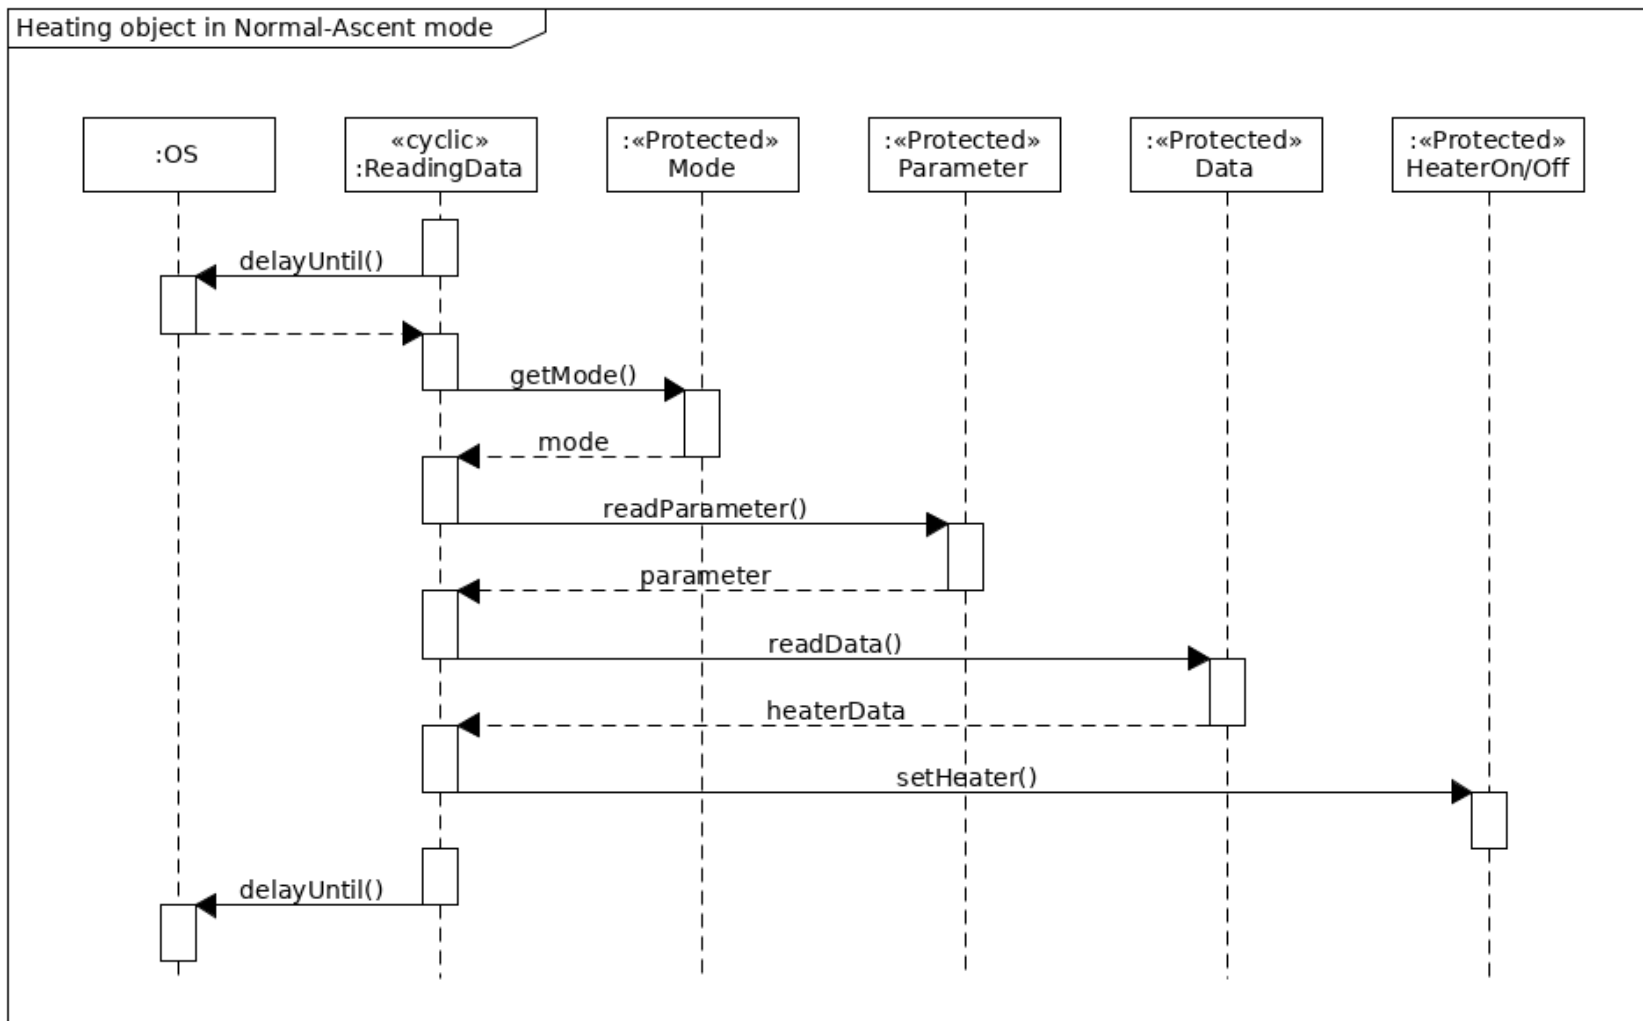 Heating object in Normal-Ascent mode
:OS
«cyclic»
:ReadingData
:«Protected»
Mode
:«Protected»
Parameter
:«Protected»
Data
:«Protected»
HeaterOn/Off
delayUntil()
getMode()
mode
readParameter()
parameter
readData()
heaterData
setHeater()
delayUntil()